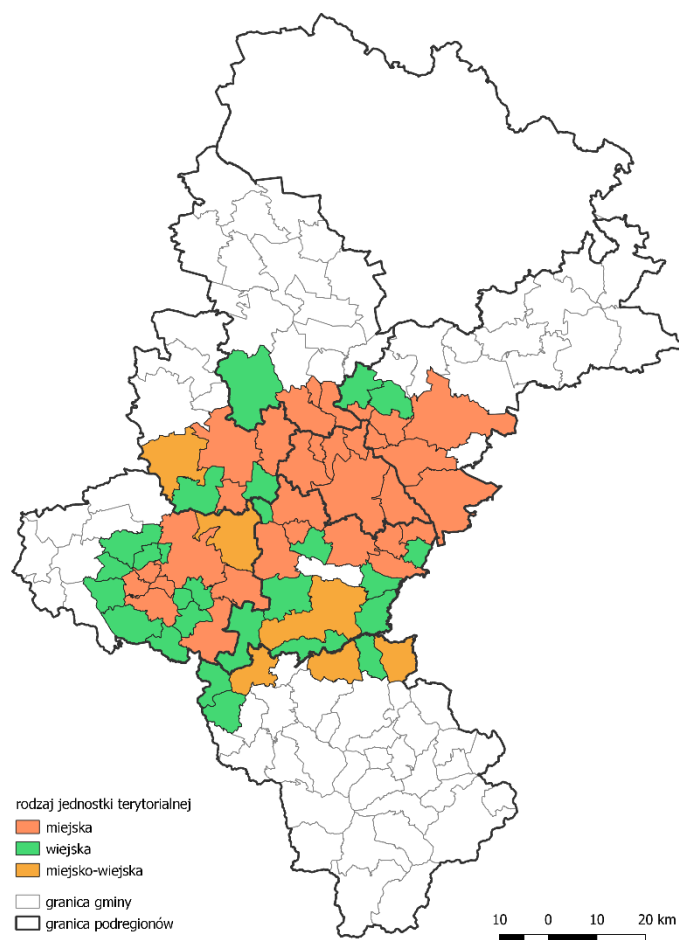 rodzaj jednostki terytorialnej
miejska
wiejska
miejsko-wiejska
granica gminy
granica podregionów
10 0 10 20 km